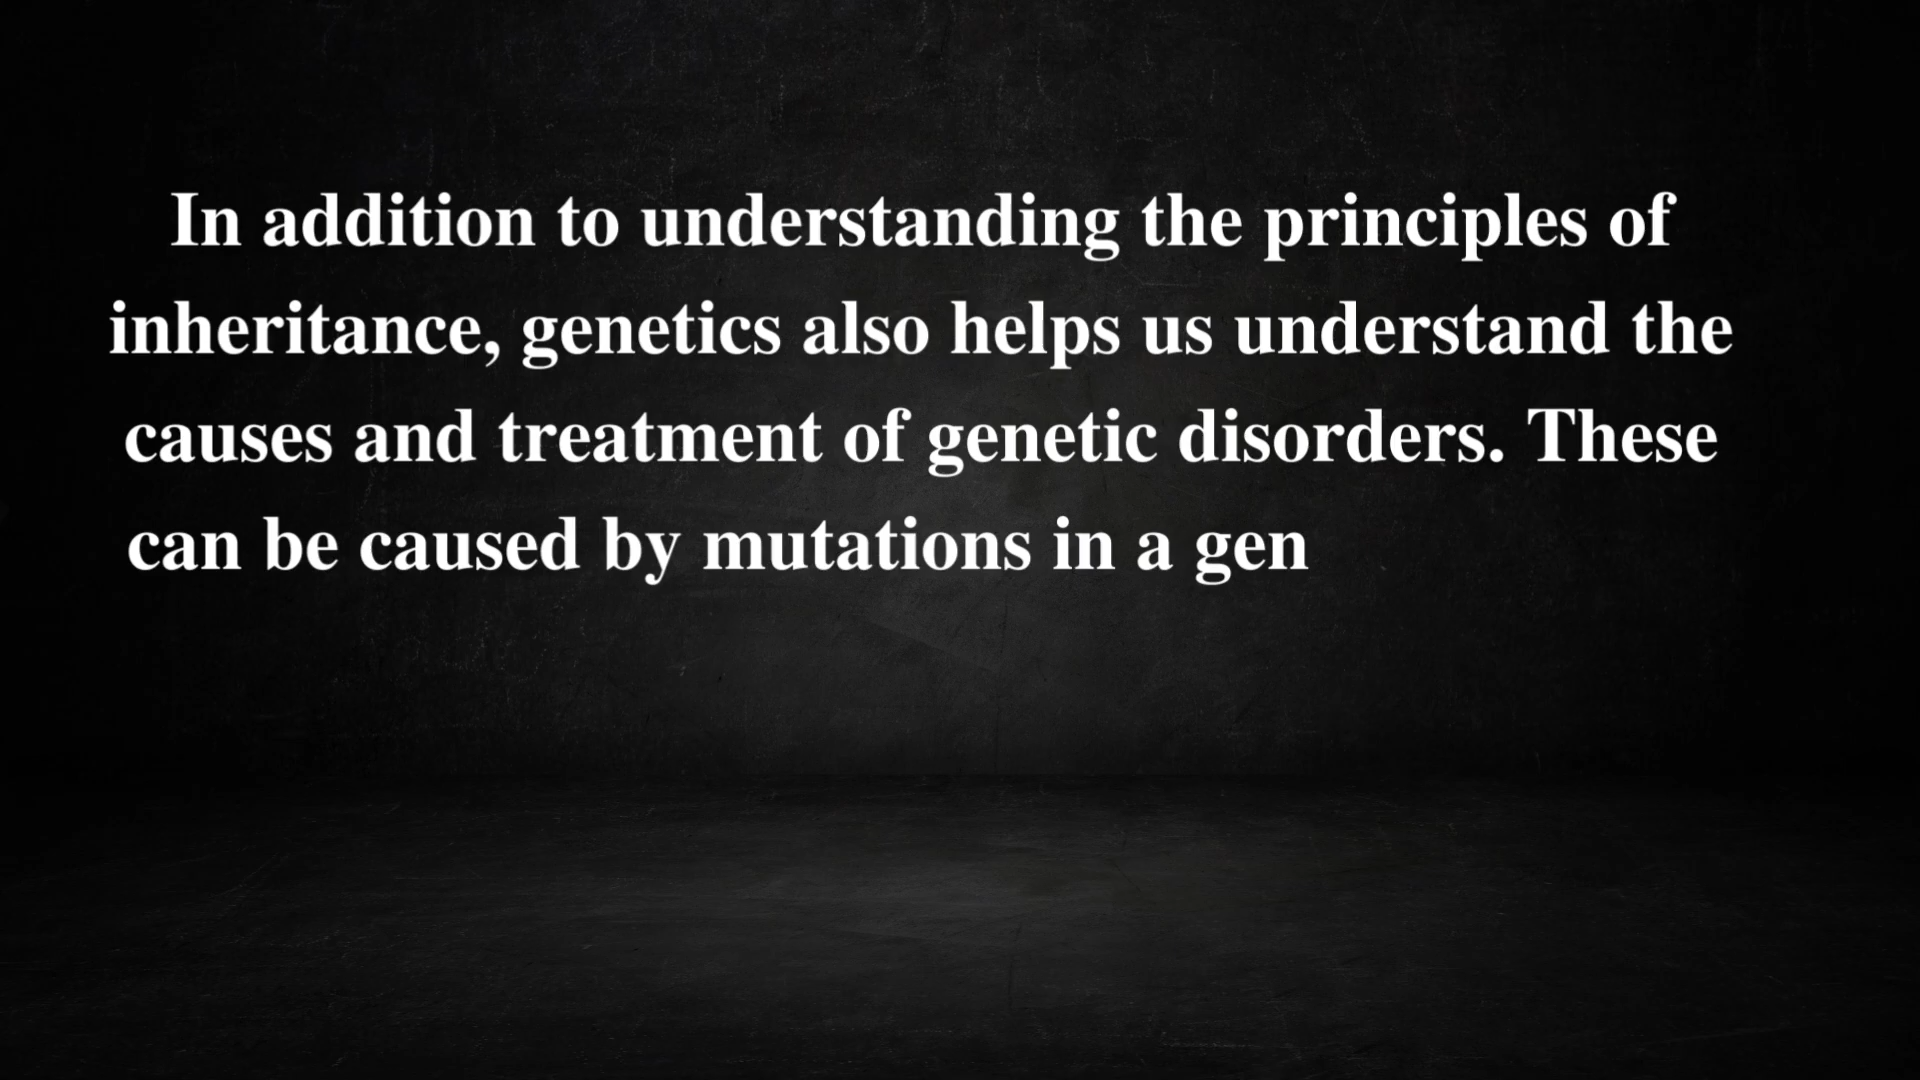 In addition to understanding the principles of
inheritance, genetics also helps us understand the
causes and treatment of genetic disorders. These
can be caused by mutations in a gen